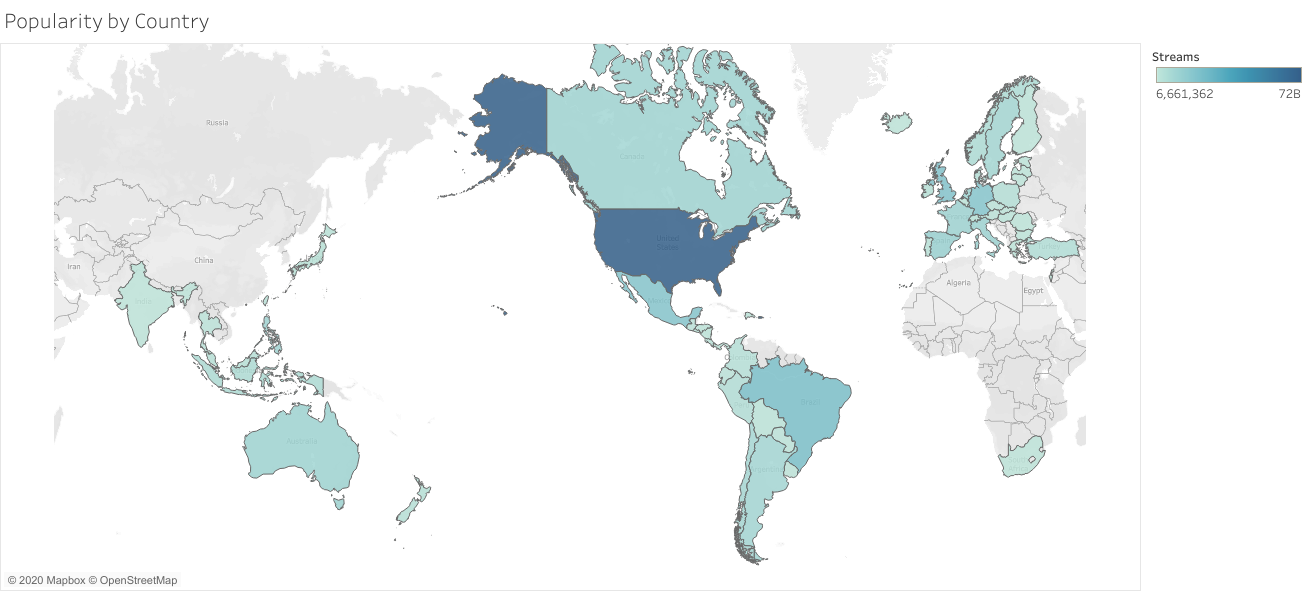 Popularity by Country
Streams
6,661,362 72B
Russia
Canada
United
States
China
Iran
India
Algeria
Egypt
Mexico
Colombia
Brazil
Australia
Argentina
© 2020 Mapbox © OpenStreetMap